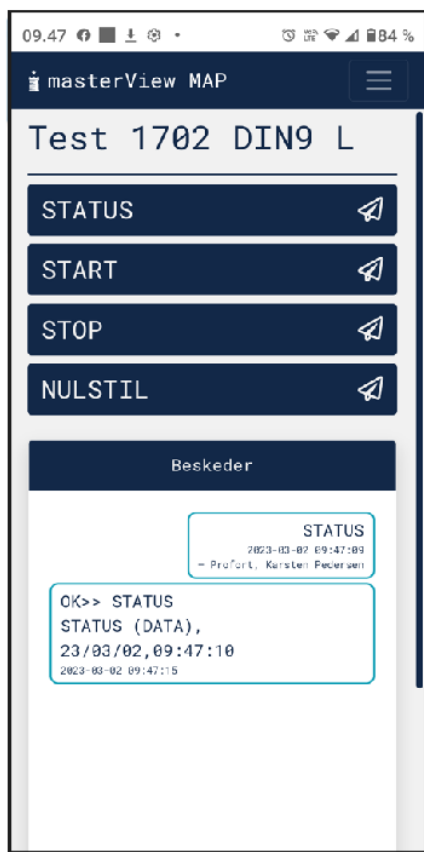 09.47 84 %
masterView MAP
Test 1702 DIN9 L
STATUS
START
STOP
NULSTIL
Beskeder
STATUS
2023-03-02 09:47:09
– Profort, Karsten Pedersen
OK>> STATUS
STATUS (DATA),
23/03/02,09:47:10
2023-03-02 09:47:15